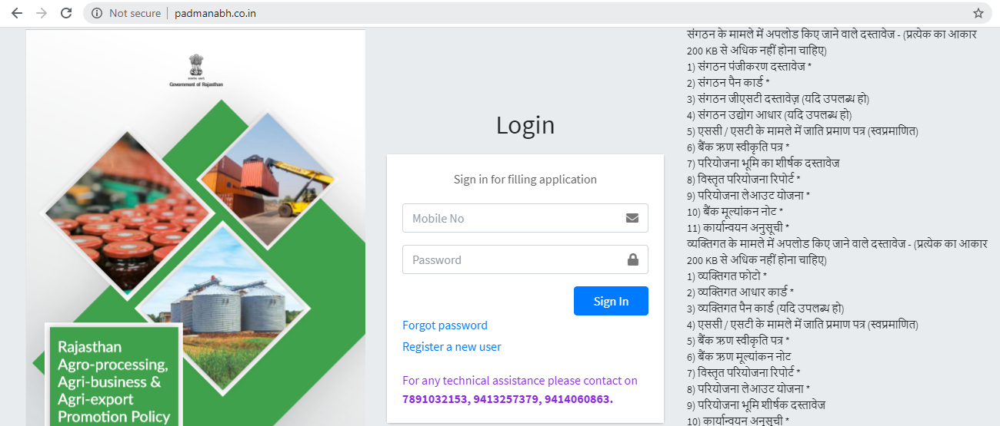 Not secure
padmanabh.co.in
Government of Rajasthan
Rajasthan
Agro-processing,
Agri-business &
Agri-export
Promotion Policy
Login
Sign in for filling application
Mobile No
Password
Sign In
Forgot password
Register a new user
For any technical assistance please contact on
7891032153, 9413257379, 9414060863.
संगठन के मामले में अपलोड किए जाने वाले दस्तावेज - (प्रत्येक का आकार
200 KB से अधिक नहीं होना चाहिए)
1) संगठन पंजीकरण दस्तावेज *
2) संगठन पैन कार्ड *
3) संगठन जीएसटी दस्तावेज़ (यदि उपलब्ध हो)
4) संगठन उद्योग आधार (यदि उपलब्ध हो)
5) एससी / एसटी के मामले में जाति प्रमाण पत्र (स्वप्रमाणित)
6) बैंक ऋण स्वीकृति पत्र *
7) परियोजना भूमि का शीर्षक दस्तावेज
8) विस्तृत परियोजना रिपोर्ट *
9) परियोजना लेआउट योजना *
10) बैंक मूल्यांकन नोट *
11) कार्यान्वयन अनुसूची *
व्यक्तिगत के मामले में अपलोड किए जाने वाले दस्तावेज - (प्रत्येक का आकार
200 KB से अधिक नहीं होना चाहिए)
1) व्यक्तिगत फोटो *
2) व्यक्तिगत आधार कार्ड *
3) व्यक्तिगत पैन कार्ड (यदि उपलब्ध हो)
4) एससी / एसटी के मामले में जाति प्रमाण पत्र (स्वप्रमाणित)
5) बैंक ऋण स्वीकृति पत्र *
6) बैंक ऋण मूल्यांकन नोट
7) विस्तृत परियोजना रिपोर्ट *
8) परियोजना लेआउट योजना *
9) परियोजना भूमि शीर्षक दस्तावेज
10) कार्यान्वयन अनुसूची *